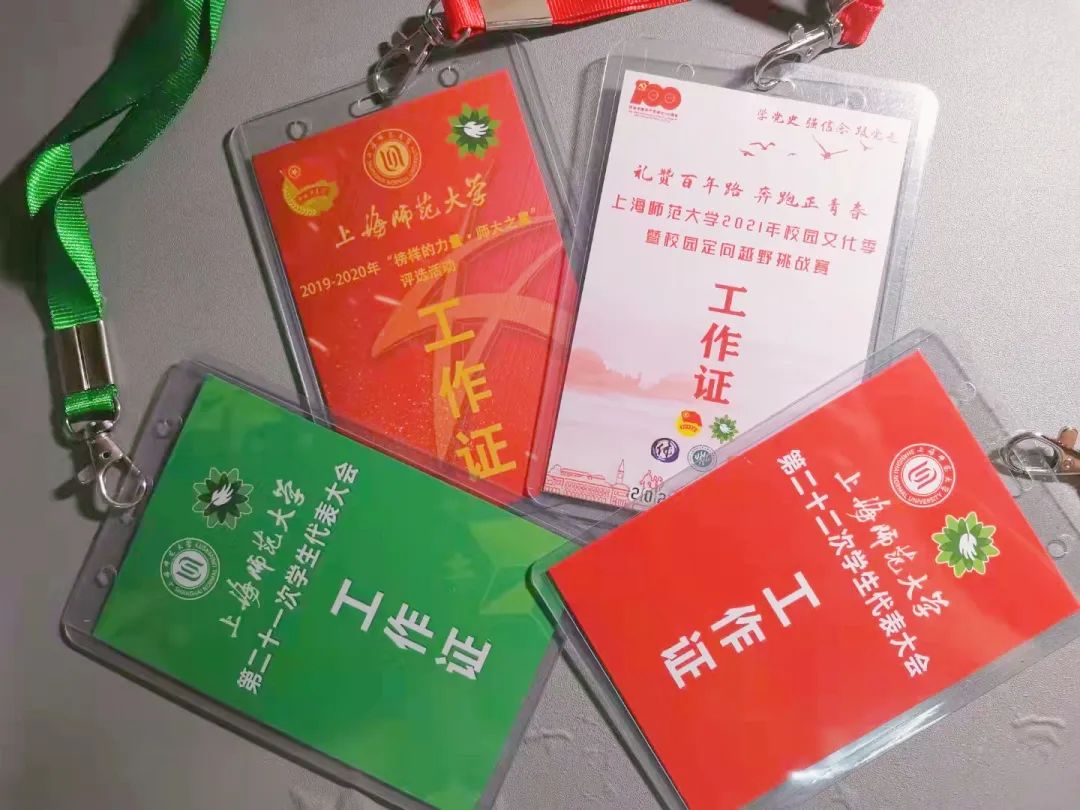 上海师范大学
2019-2020年“榜样的力量·师大之星”
评选活动
工作证
100
学党史 强信念 跟党走
礼赞百年路 奔跑正青春
上海师范大学2021年校园文化季
暨校园定向越野挑战赛
工作证
上海师范大学
第二十一次学生代表大会
工作证
上海师范大学
第二十二次学生代表大会
工作证